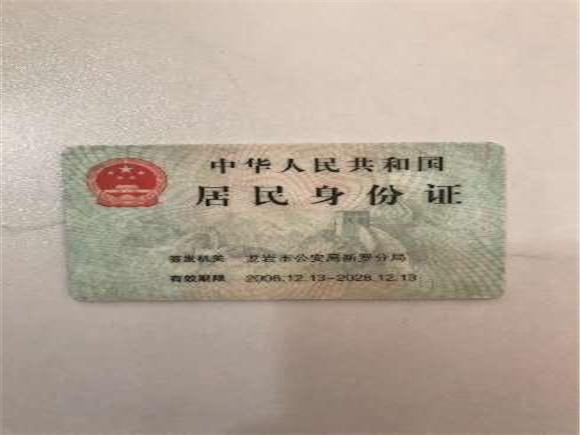 中华人民共和国
居民身份证
签发机关 龙岩市公安局新罗分局
有效期限 2008.12.13-2028.12.13